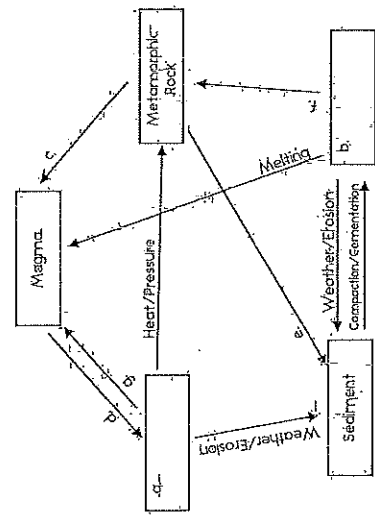 Magma
c
Metamorphic
Rock
d
g
Heat/Pressure
Melting
f
a
b
Weather/Erosion
e
Weather/Erosion
Compaction/Cementation
Sediment